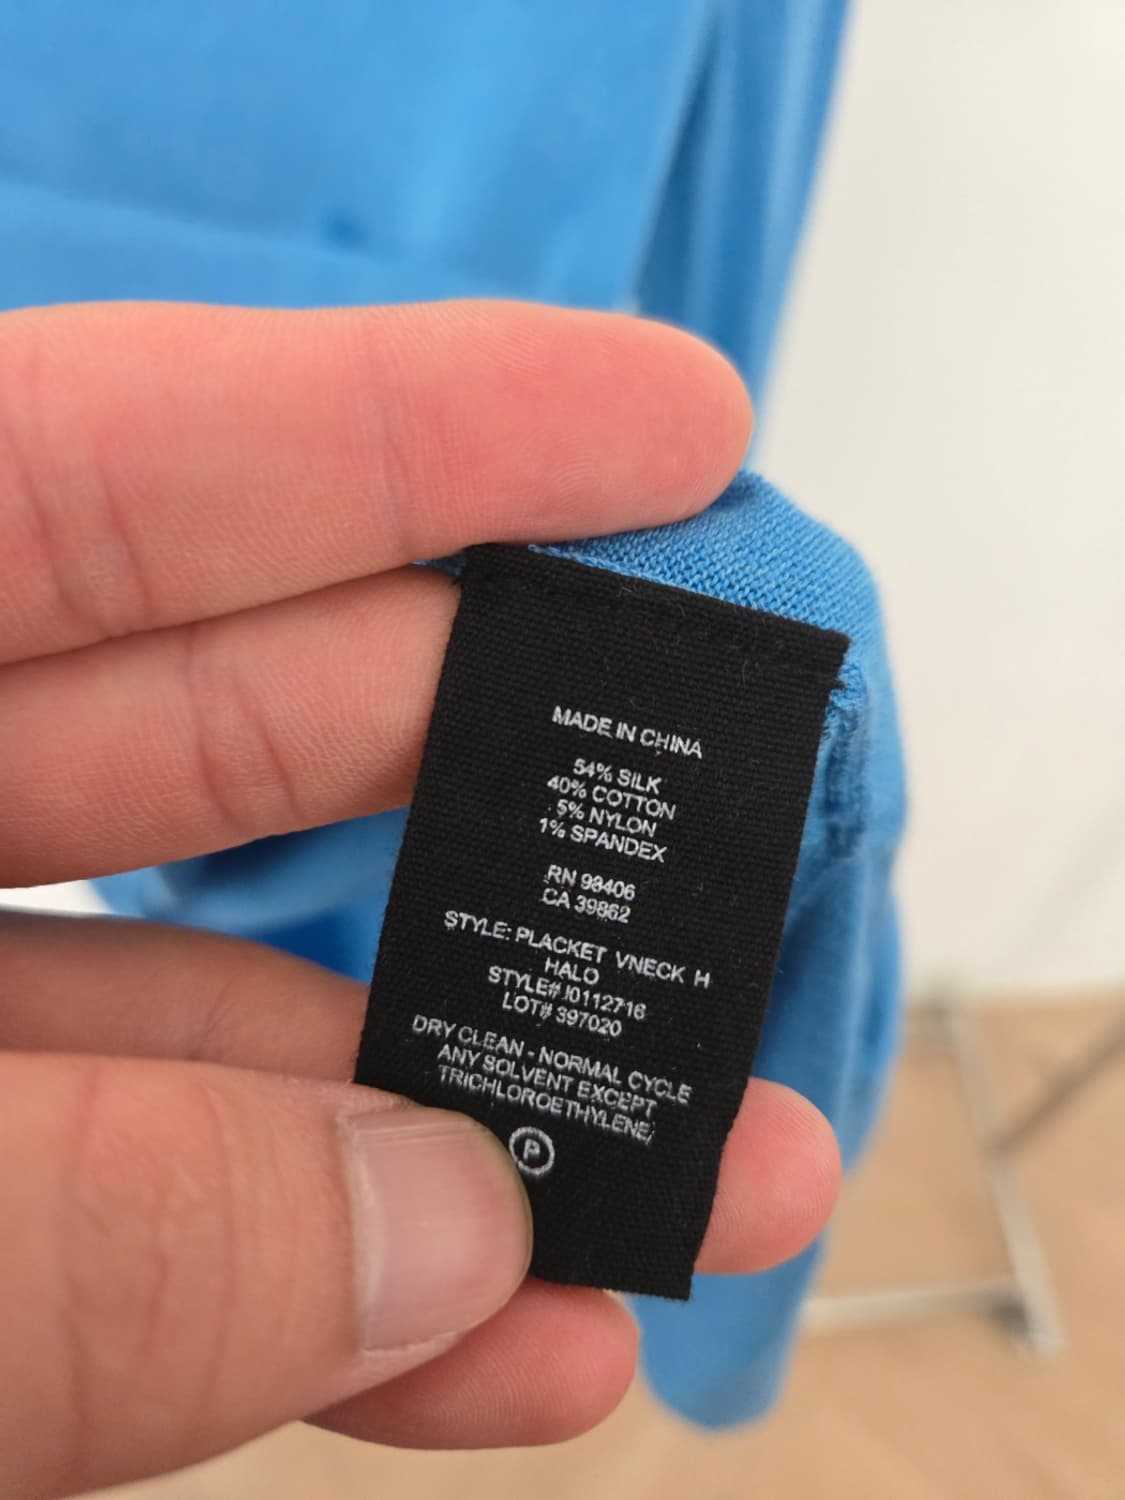 MADE IN CHINA
54% SILK
40% COTTON
5% NYLON
1% SPANDEX
RN 98406
CA 39862
STYLE: PLACKET VNECK H
HALO
STYLE# I0112716
LOT# 397020
DRY CLEAN - NORMAL CYCLE
ANY SOLVENT EXCEPT
TRICHLOROETHYLENE
P